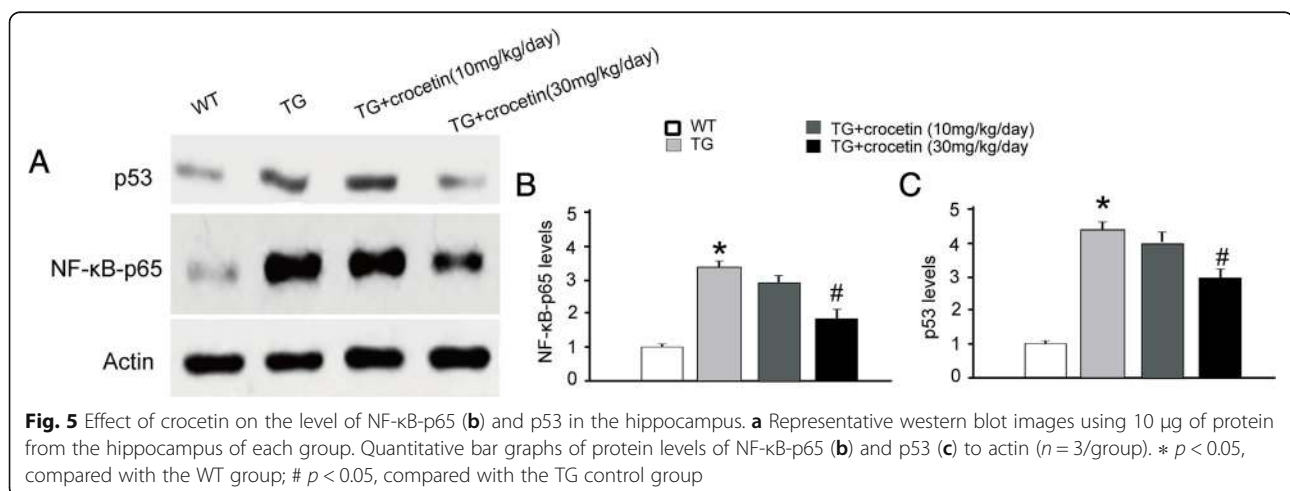 WT
TG
TG+crocetin(10mg/kg/day)
TG+crocetin(30mg/kg/day)
A
p53
NF-κB-p65
Actin
WT
TG
TG+crocetin (10mg/kg/day)
TG+crocetin (30mg/kg/day
B
NF-κB-p65 levels
5
4
3
2
1
0
*
#
C
p53 levels
5
4
3
2
1
0
*
#
Fig. 5 Effect of crocetin on the level of NF-κB-p65 (b) and p53 in the hippocampus. a Representative western blot images using 10 μg of protein
from the hippocampus of each group. Quantitative bar graphs of protein levels of NF-κB-p65 (b) and p53 (c) to actin (n = 3/group). * p < 0.05,
compared with the WT group; # p < 0.05, compared with the TG control group